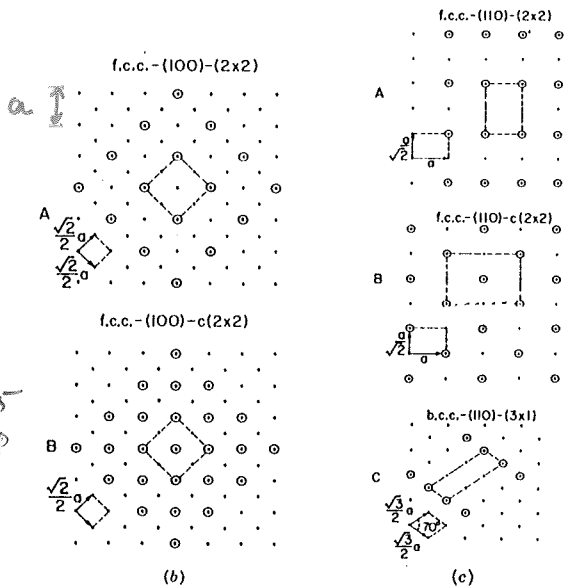 f.c.c.-(100)-(2x2)
a
A
√2/2 a
√2/2 a
f.c.c.-(100)-c(2x2)
B
√2/2 a
(b)
f.c.c.-(110)-(2x2)
A
a/√2
a
f.c.c.-(110)-c(2x2)
B
a/√2
a
b.c.c.-(110)-(3x1)
C
√3/2 a
70°
√3/2 a
(c)